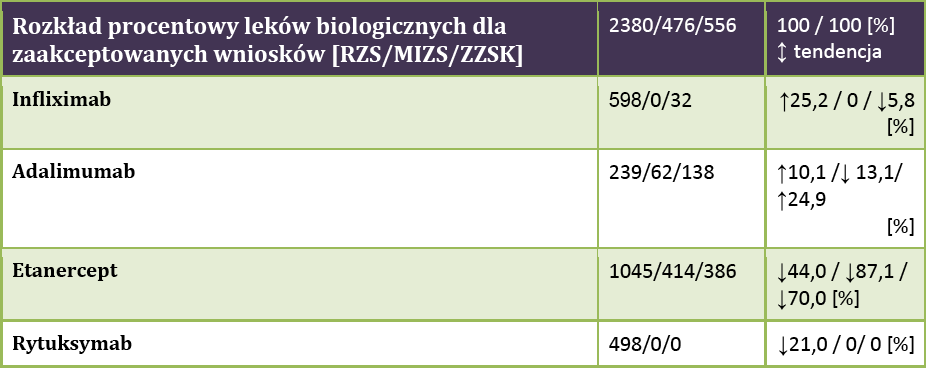 Rozkład procentowy leków biologicznych dla
zaakceptowanych wniosków [RZS/MIZS/ZZSK]
2380/476/556
100 / 100 [%]
↕ tendencja
Infliximab
598/0/32
↑25,2 / 0 / ↓5,8
[%]
Adalimumab
239/62/138
↑10,1 /↓ 13,1/
↑24,9
[%]
Etanercept
1045/414/386
↓44,0 / ↓87,1 /
↓70,0 [%]
Rytuksymab
498/0/0
↓21,0 / 0/ 0 [%]